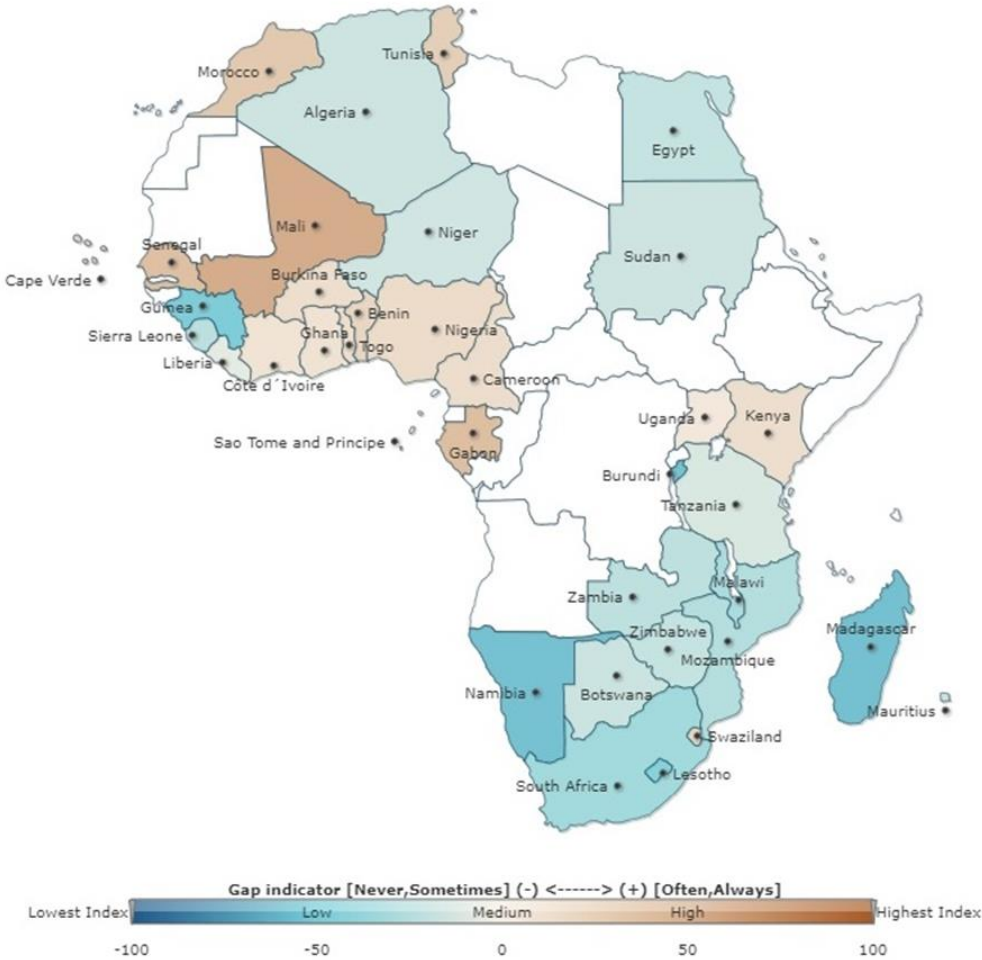 Tunisia
Morocco
Algeria
Egypt
Mali
Niger
Senegal
Sudan
Burkina Faso
Cape Verde
Guinea
Benin
Nigeria
Ghana
Sierra Leone
Togo
Liberia
Côte d´Ivoire
Cameroon
Uganda
Kenya
Sao Tome and Principe
Gabon
Burundi
Tanzania
Malawi
Zambia
Zimbabwe
Madagascar
Mozambique
Namibia
Botswana
Mauritius
Swaziland
Lesotho
South Africa
Gap indicator [Never,Sometimes] (-) <------> (+) [Often,Always]
Lowest Index Low Medium High Highest Index
-100 -50 0 50 100